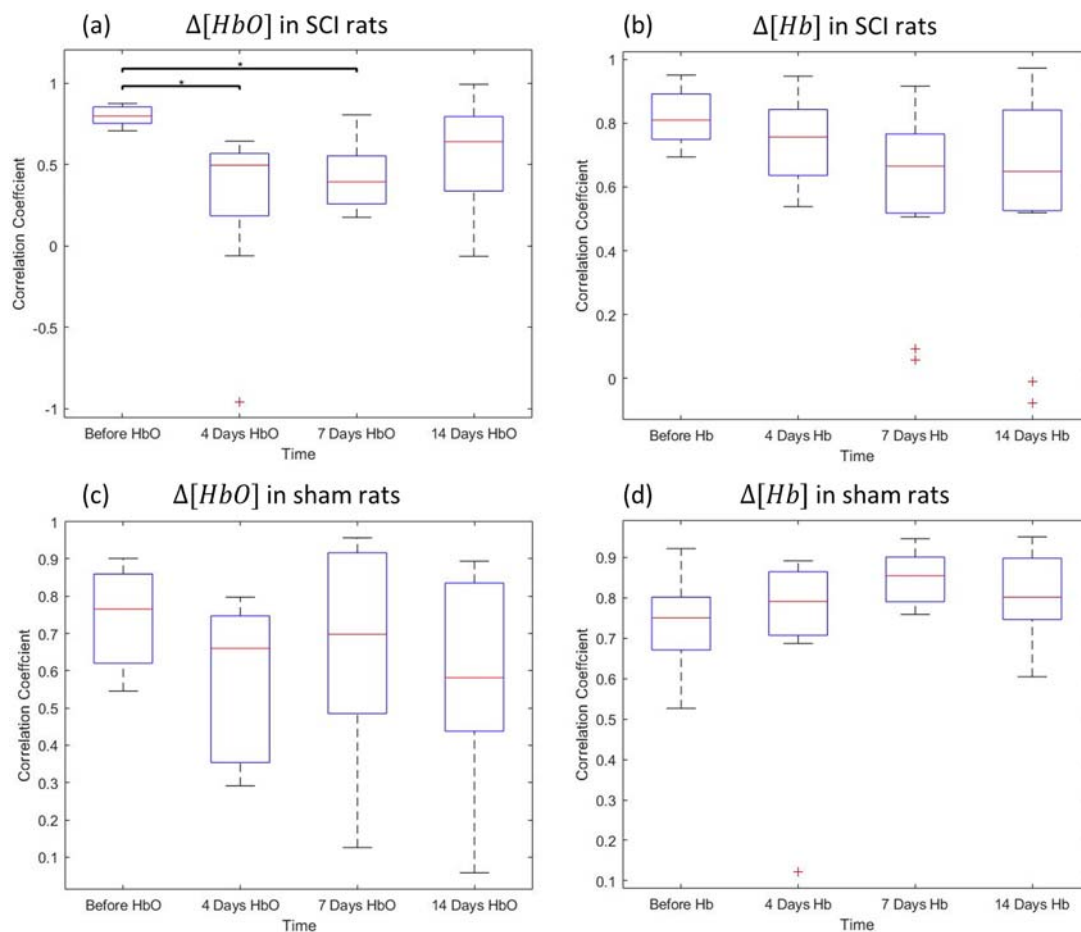 (a) Δ[HbO] in SCI rats
* *
Correlation Coeffcient
1
0.5
0
-0.5
-1
Before HbO 4 Days HbO 7 Days HbO 14 Days HbO
Time
(b) Δ[Hb] in SCI rats
Correlation Coeffcient
1
0.8
0.6
0.4
0.2
0
Before Hb 4 Days Hb 7 Days Hb 14 Days Hb
Time
(c) Δ[HbO] in sham rats
Correlation Coeffcient
1
0.9
0.8
0.7
0.6
0.5
0.4
0.3
0.2
0.1
Before HbO 4 Days HbO 7 Days HbO 14 Days HbO
Time
(d) Δ[Hb] in sham rats
Correlation Coeffcient
0.9
0.8
0.7
0.6
0.5
0.4
0.3
0.2
0.1
Before Hb 4 Days Hb 7 Days Hb 14 Days Hb
Time